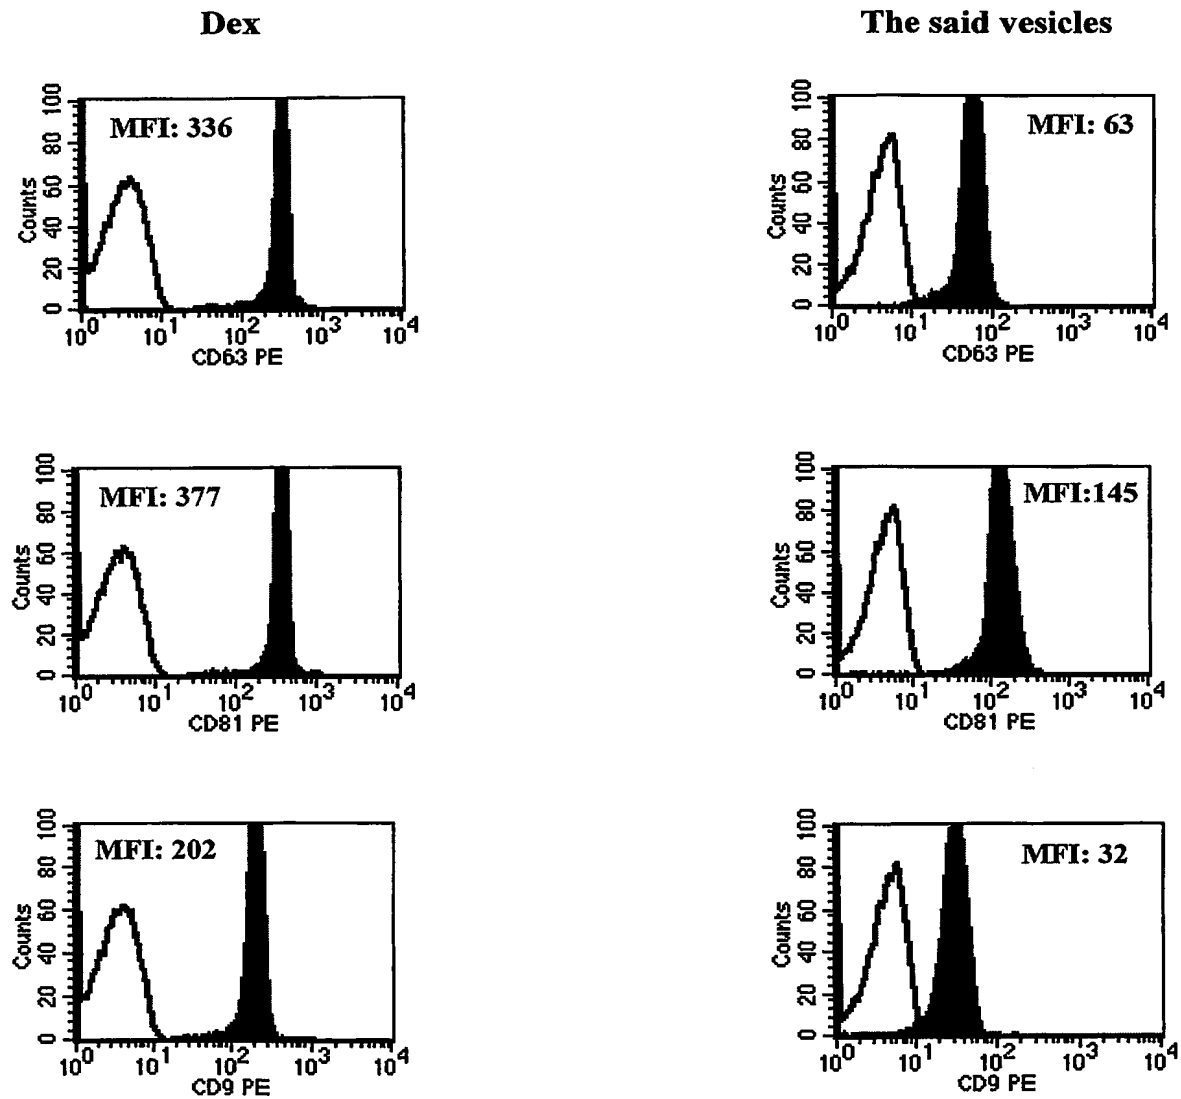 Dex
The said vesicles
100
80
60
40
20
0
Counts
MFI: 336
10^0 10^1 10^2 10^3 10^4
CD63 PE
100
80
60
40
20
0
Counts
MFI: 63
10^0 10^1 10^2 10^3 10^4
CD63 PE
100
80
60
40
20
0
Counts
MFI: 377
10^0 10^1 10^2 10^3 10^4
CD81 PE
100
80
60
40
20
0
Counts
MFI:145
10^0 10^1 10^2 10^3 10^4
CD81 PE
100
80
60
40
20
0
Counts
MFI: 202
10^0 10^1 10^2 10^3 10^4
CD9 PE
100
80
60
40
20
0
Counts
MFI: 32
10^0 10^1 10^2 10^3 10^4
CD9 PE